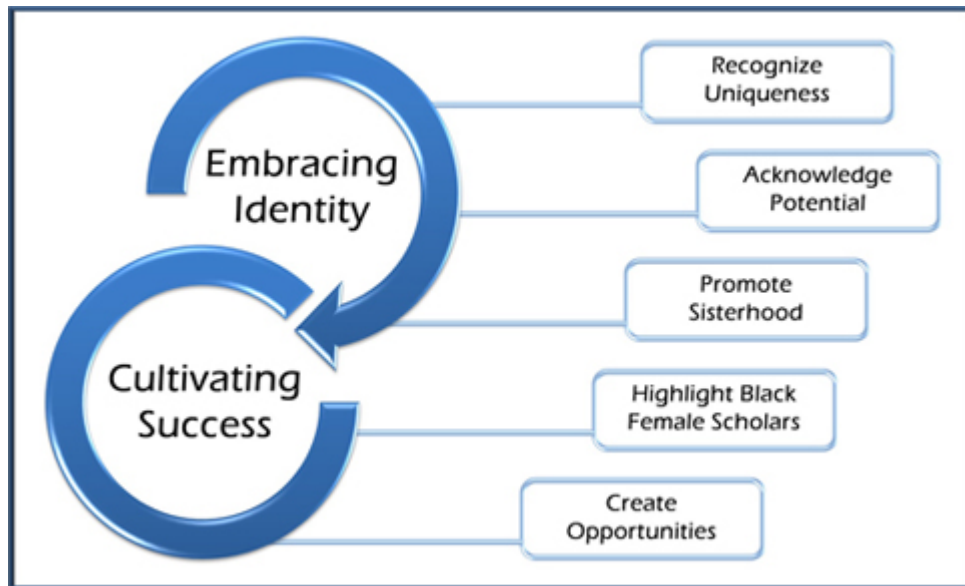 Embracing
Identity
Cultivating
Success
Recognize
Uniqueness
Acknowledge
Potential
Promote
Sisterhood
Highlight Black
Female Scholars
Create
Opportunities